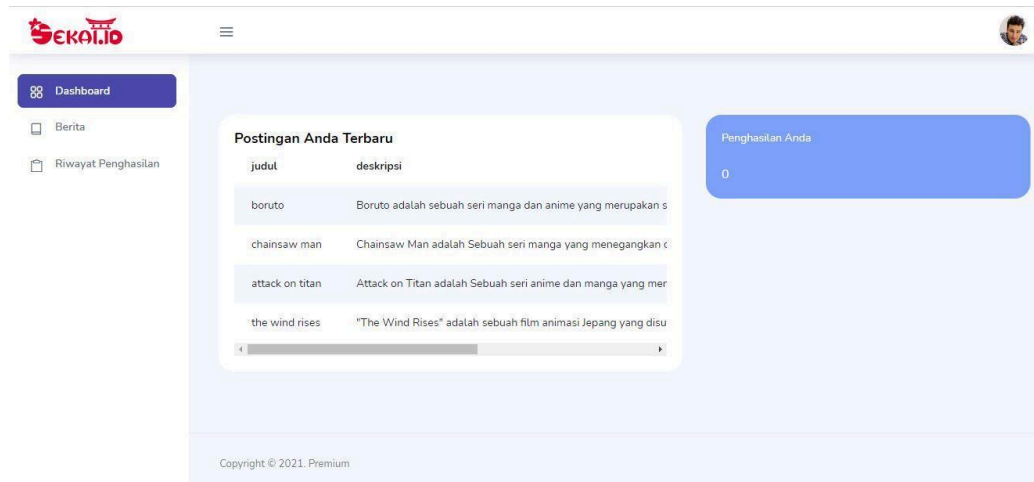 SEKAI.ID
Dashboard
Berita
Riwayat Penghasilan
Postingan Anda Terbaru
judul deskripsi
boruto Boruto adalah sebuah seri manga dan anime yang merupakan s
chainsaw man Chainsaw Man adalah Sebuah seri manga yang menegangkan
attack on titan Attack on Titan adalah Sebuah seri anime dan manga yang mer
the wind rises "The Wind Rises" adalah sebuah film animasi Jepang yang disu
Penghasilan Anda
0
Copyright © 2021. Premium